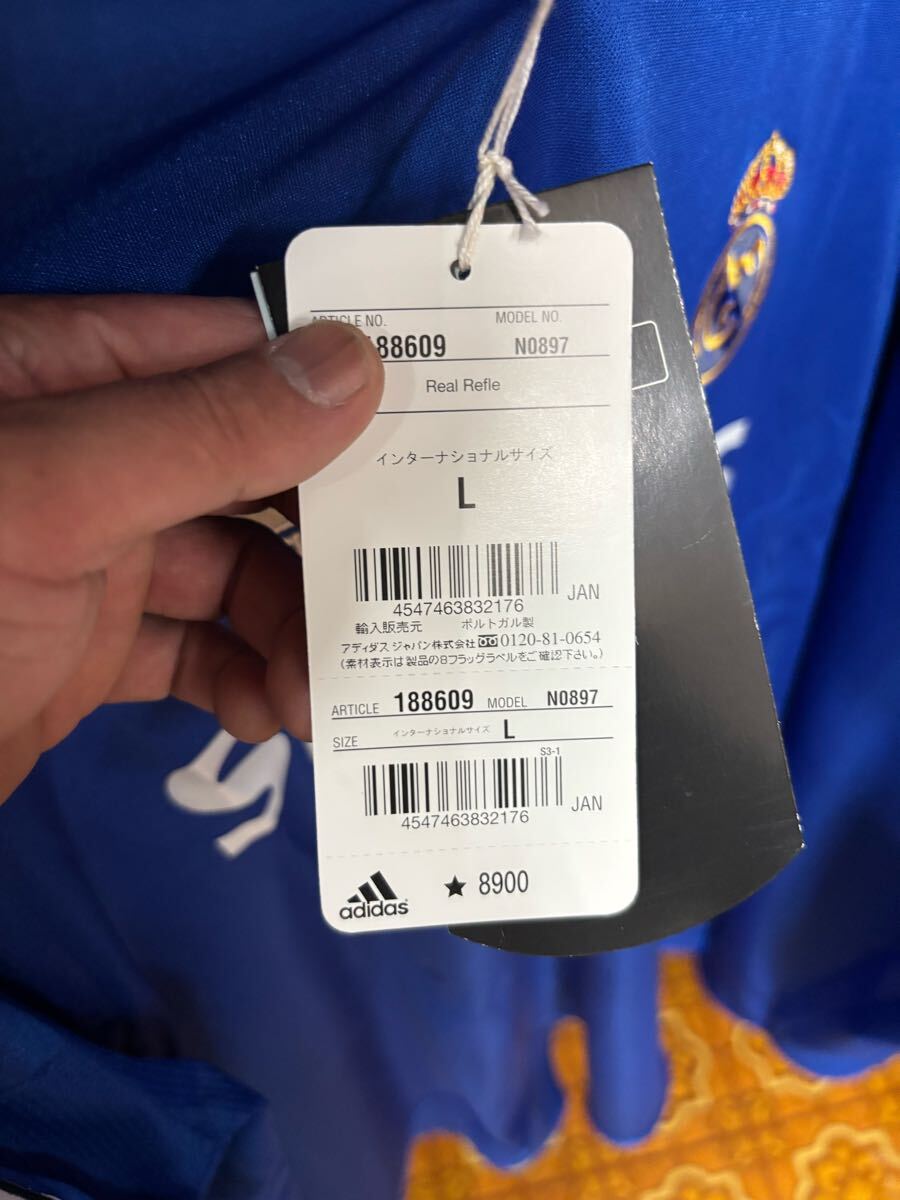 ARTICLE NO. MODEL NO.
188609 N0897
Real Refle
インターナショナルサイズ
L
JAN
4547463832176
輸入販売元 ポルトガル製
アディダス ジャパン株式会社 0120-81-0654
(素材表示は製品の8フラッグラベルをご確認下さい。)
ARTICLE 188609 MODEL N0897
SIZE インターナショナルサイズ L
S3-1
JAN
4547463832176
adidas ★ 8900